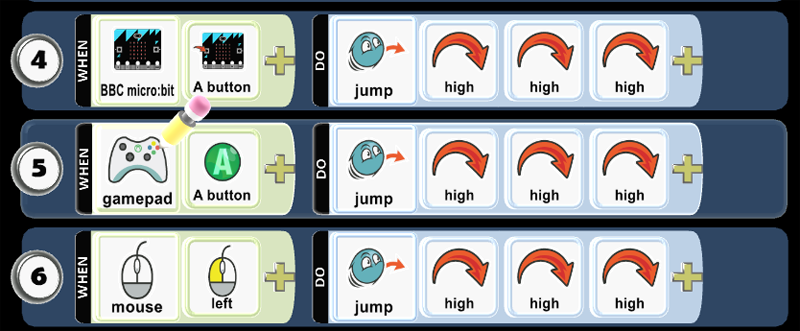 4 WHEN BBC micro:bit A button DO jump high high high
5 WHEN gamepad A A button DO jump high high high
6 WHEN mouse left DO jump high high high